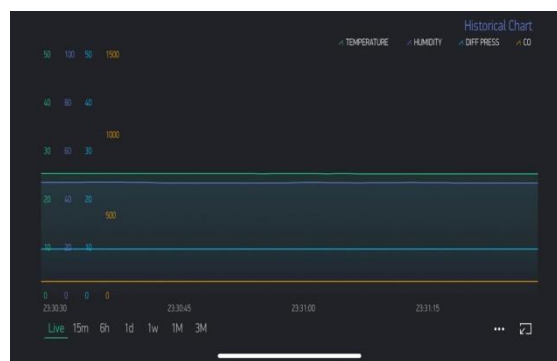 Historical Chart
TEMPERATURE HUMIDITY DIFF PRESS CO
50 100 50 1500
40 80 40
1000
30 60 30
20 40 20
500
10 20 10
0 0 0 0
23:30:30 23:30:45 23:31:00 23:31:15
Live 15m 6h 1d 1w 1M 3M